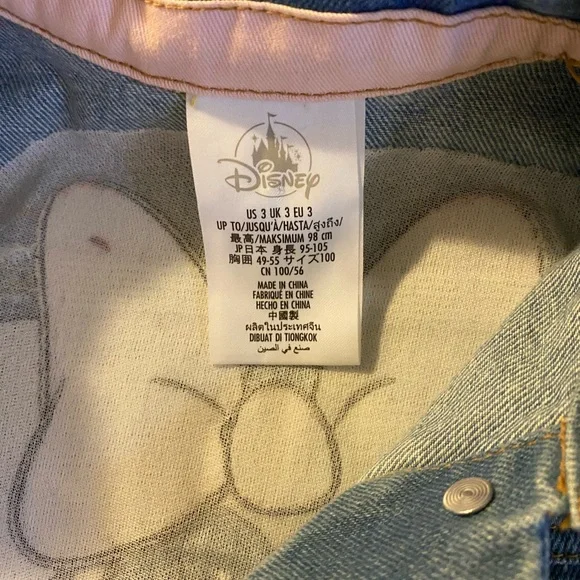 Disney
US 3 UK 3 EU 3
UP TO/JUSQU'À/HASTA/สูงถึง/
最高/MAKSIMUM 98 cm
JP日本 身長 95-105
胸囲 49-55 サイズ100
CN 100/56
MADE IN CHINA
FABRIQUÉ EN CHINE
HECHO EN CHINA
中國製
ผลิตในประเทศจีน
DIBUAT DI TIONGKOK
صنع في الصين